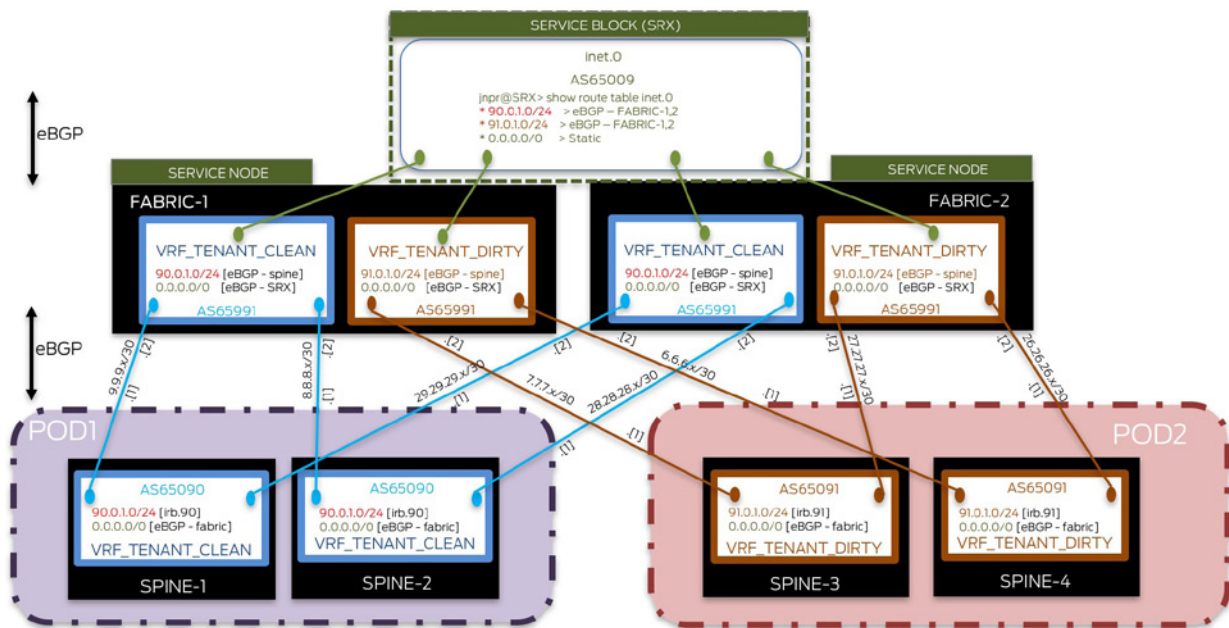 SERVICE BLOCK (SRX)
inet.0
AS65009
jnpr@SRX> show route table inet.0
* 90.0.1.0/24 > eBGP – FABRIC-1,2
* 91.0.1.0/24 > eBGP – FABRIC-1,2
* 0.0.0.0/0 > Static
eBGP
SERVICE NODE
SERVICE NODE
FABRIC-1
FABRIC-2
VRF_TENANT_CLEAN
90.0.1.0/24 [eBGP - spine]
0.0.0.0/0 [eBGP - SRX]
AS65991
VRF_TENANT_DIRTY
91.0.1.0/24 [eBGP - spine]
0.0.0.0/0 [eBGP - SRX]
AS65991
VRF_TENANT_CLEAN
90.0.1.0/24 [eBGP - spine]
0.0.0.0/0 [eBGP - SRX]
AS65991
VRF_TENANT_DIRTY
91.0.1.0/24 [eBGP - spine]
0.0.0.0/0 [eBGP - SRX]
AS65991
eBGP
.[2]
9.9.9.x/30
.[1]
.[2]
8.8.8.x/30
.[1]
.[2]
29.29.29.x/30
.[1]
.[2]
7.7.7.x/30
.[1]
.[2]
28.28.28.x/30
.[1]
.[2]
6.6.6.x/30
.[1]
.[2]
27.27.27.x/30
.[1]
.[2]
26.26.26.x/30
.[1]
POD1
POD2
AS65090
90.0.1.0/24 [irb.90]
0.0.0.0/0 [eBGP - fabric]
VRF_TENANT_CLEAN
SPINE-1
AS65090
90.0.1.0/24 [irb.90]
0.0.0.0/0 [eBGP - fabric]
VRF_TENANT_CLEAN
SPINE-2
AS65091
91.0.1.0/24 [irb.91]
0.0.0.0/0 [eBGP - fabric]
VRF_TENANT_DIRTY
SPINE-3
AS65091
91.0.1.0/24 [irb.91]
0.0.0.0/0 [eBGP - fabric]
VRF_TENANT_DIRTY
SPINE-4